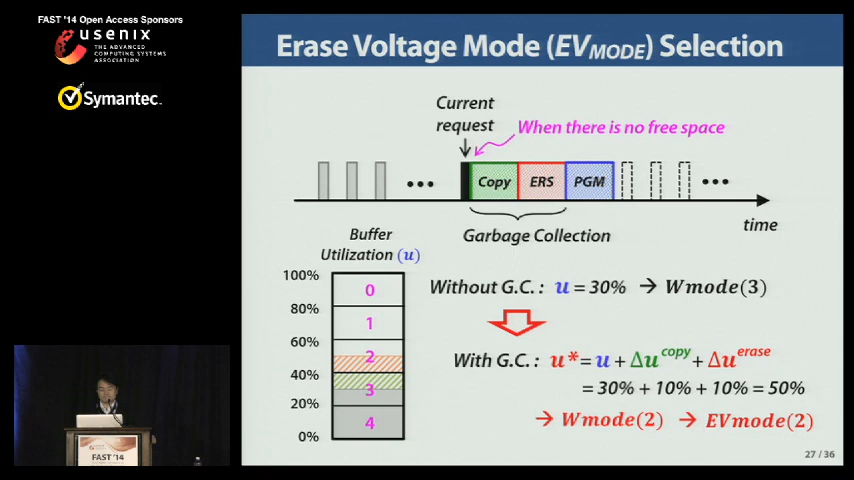 FAST '14 Open Access Sponsors
usenix
THE ADVANCED
COMPUTING SYSTEMS
ASSOCIATION
Symantec.
Erase Voltage Mode (EVMODE) Selection
Current
request
When there is no free space
Copy
ERS
PGM
time
Garbage Collection
Buffer
Utilization (u)
100%
80%
60%
40%
20%
0%
0
1
2
3
4
Without G.C.: u = 30% → Wmode(3)
With G.C.: u* = u + Δu^copy + Δu^erase
= 30% + 10% + 10% = 50%
→ Wmode(2) → EVmode(2)
27 / 36
FAST '14